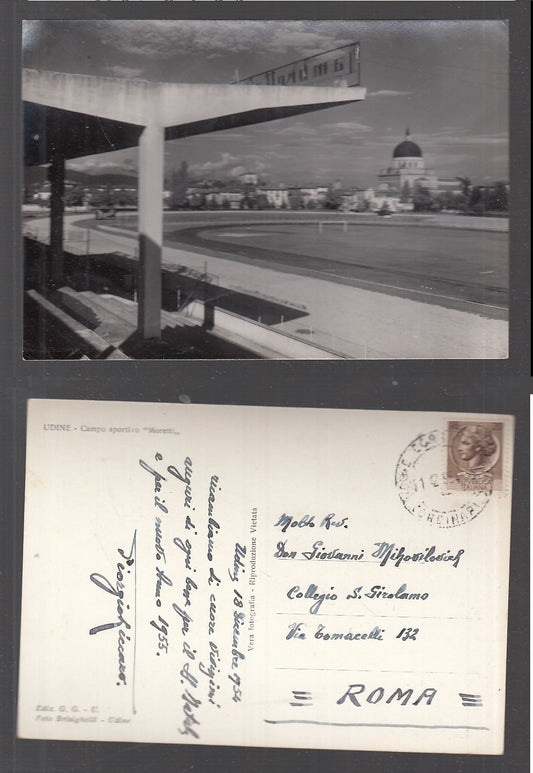 UDINE - Campo sportivo "Moretti„
Udine, 18 Dicembre 1954
ricambiamo di cuore
auguri di ogni bene per il S. Natale
e per il nuovo Anno 1955.
Vera fotografia - Riproduzione Vietata
Molto Rev.
Don Giovanni Mihovilovich
Collegio S. Girolamo
Via Tomacelli 132
= ROMA =
Ediz. G. G. - U.
Foto Brisighelli - Udine